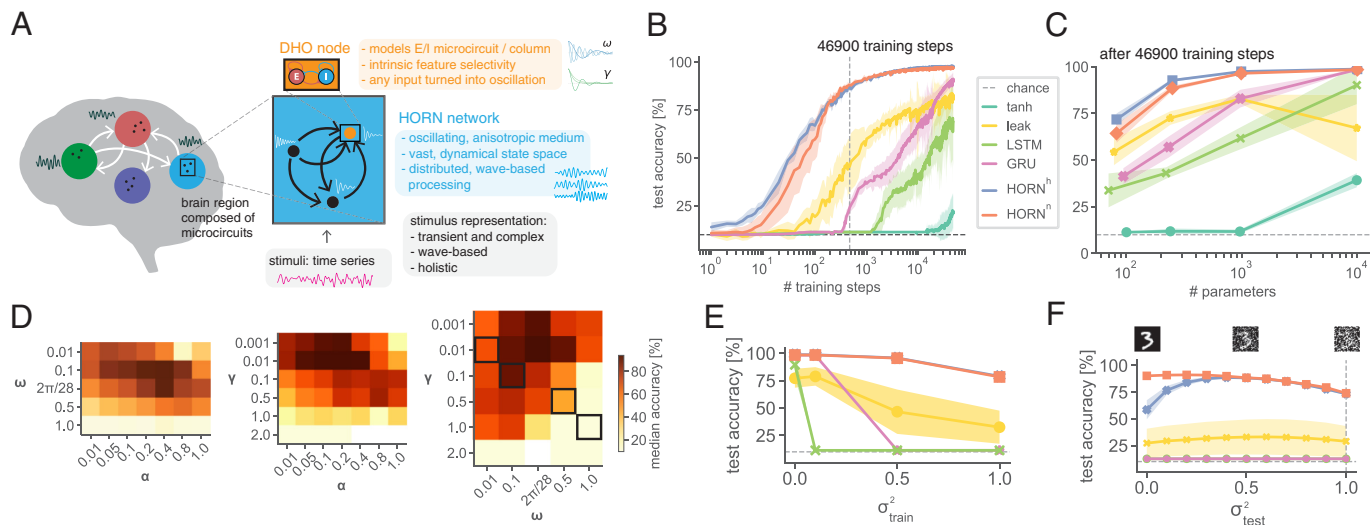 A
DHO node
- models E/I microcircuit / column
- intrinsic feature selectivity
- any input turned into oscillation
ω
γ
E
I
HORN network
- oscillating, anisotropic medium
- vast, dynamical state space
- distributed, wave-based
processing
brain region
composed of
microcircuits
stimulus representation:
- transient and complex
- wave-based
- holistic
stimuli: time series
B
46900 training steps
test accuracy [%]
100
75
50
25
10
10⁰
10¹
10²
10³
10⁴
# training steps
chance
tanh
leak
LSTM
GRU
HORNʰ
HORNⁿ
C
after 46900 training steps
100
75
50
25
10
0
10²
10³
10⁴
# parameters
D
ω
0.01
0.1
2π/28
0.5
1.0
0.01
0.05
0.1
0.2
0.4
0.8
1.0
α
γ
0.001
0.01
0.1
0.5
1.0
2.0
0.01
0.05
0.1
0.2
0.4
0.8
1.0
α
γ
0.001
0.01
0.1
0.5
1.0
2.0
0.01
0.1
2π/28
0.5
1.0
ω
80
60
40
20
median accuracy [%]
E
test accuracy [%]
100
75
50
25
10
0.0
0.5
1.0
σ²train
F
3
test accuracy [%]
100
75
50
25
10
0.0
0.5
1.0
σ²test